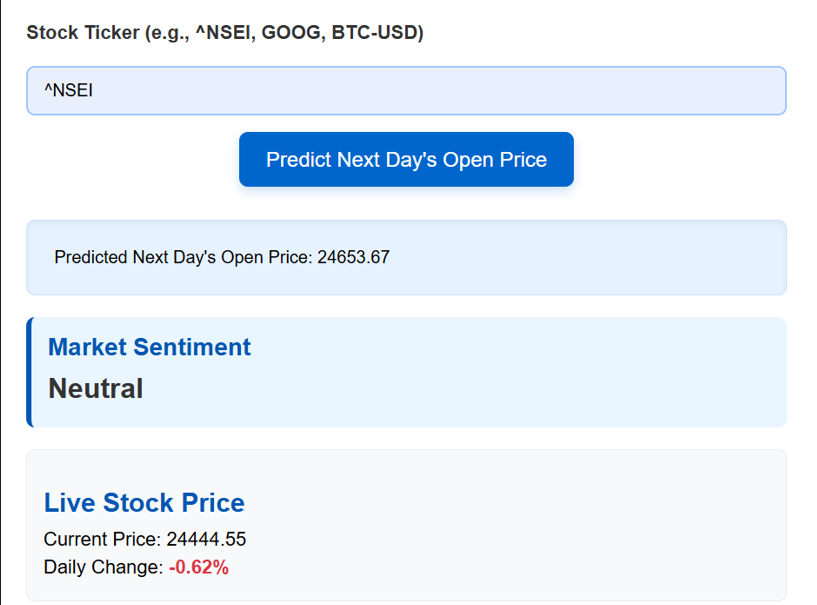 Stock Ticker (e.g., ^NSEI, GOOG, BTC-USD)
^NSEI
Predict Next Day's Open Price
Predicted Next Day's Open Price: 24653.67
Market Sentiment
Neutral
Live Stock Price
Current Price: 24444.55
Daily Change: -0.62%